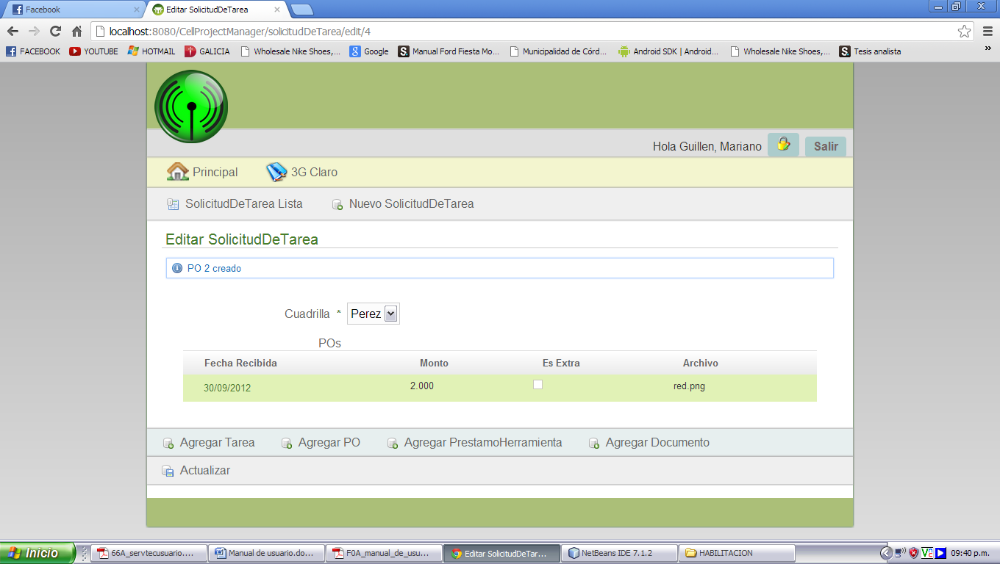 Facebook
Editar SolicitudDeTarea
localhost:8080/CellProjectManager/solicitudDeTarea/edit/4
FACEBOOK YOUTUBE HOTMAIL GALICIA Wholesale Nike Shoes,... Google Manual Ford Fiesta Mo... Municipalidad de Córd... Android SDK | Android... Wholesale Nike Shoes,... Tesis analista »
Hola Guillen, Mariano Salir
Principal 3G Claro
SolicitudDeTarea Lista Nuevo SolicitudDeTarea
Editar SolicitudDeTarea
PO 2 creado
Cuadrilla * Perez
POs
Fecha Recibida Monto Es Extra Archivo
30/09/2012 2.000 red.png
Agregar Tarea Agregar PO Agregar PrestamoHerramienta Agregar Documento
Actualizar
Inicio 66A_servtecusuario.... Manual de usuario.do... F0A_manual_de_usu... Editar SolicitudDeTar... NetBeans IDE 7.1.2 HABILITACION 09:40 p.m.